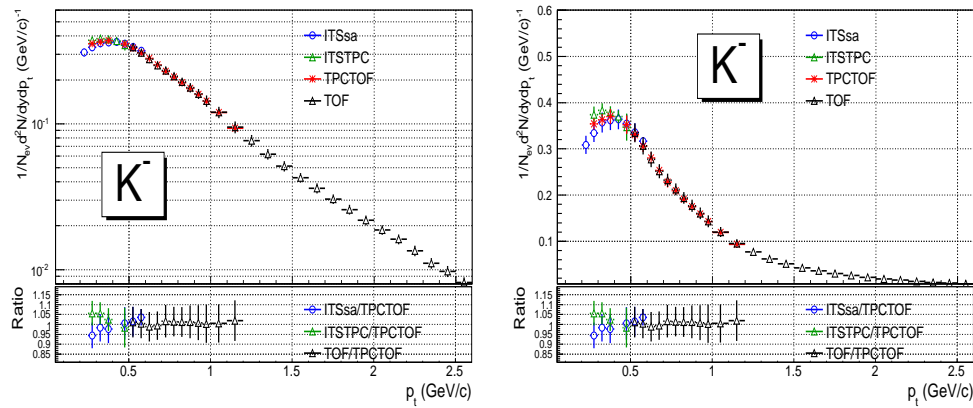 1/N_ev d²N/dydp_t (GeV/c)⁻¹
10⁻¹
10⁻²
K⁻
ITSsa
ITSTPC
TPCTOF
TOF
Ratio
1.15
1.1
1.05
1
0.95
0.9
0.85
ITSsa/TPCTOF
ITSTPC/TPCTOF
TOF/TPCTOF
0.5 1 1.5 2 2.5
p_t (GeV/c)
1/N_ev d²N/dydp_t (GeV/c)⁻¹
0.6
0.5
0.4
0.3
0.2
0.1
K⁻
ITSsa
ITSTPC
TPCTOF
TOF
Ratio
1.15
1.1
1.05
1
0.95
0.9
0.85
ITSsa/TPCTOF
ITSTPC/TPCTOF
TOF/TPCTOF
0.5 1 1.5 2 2.5
p_t (GeV/c)